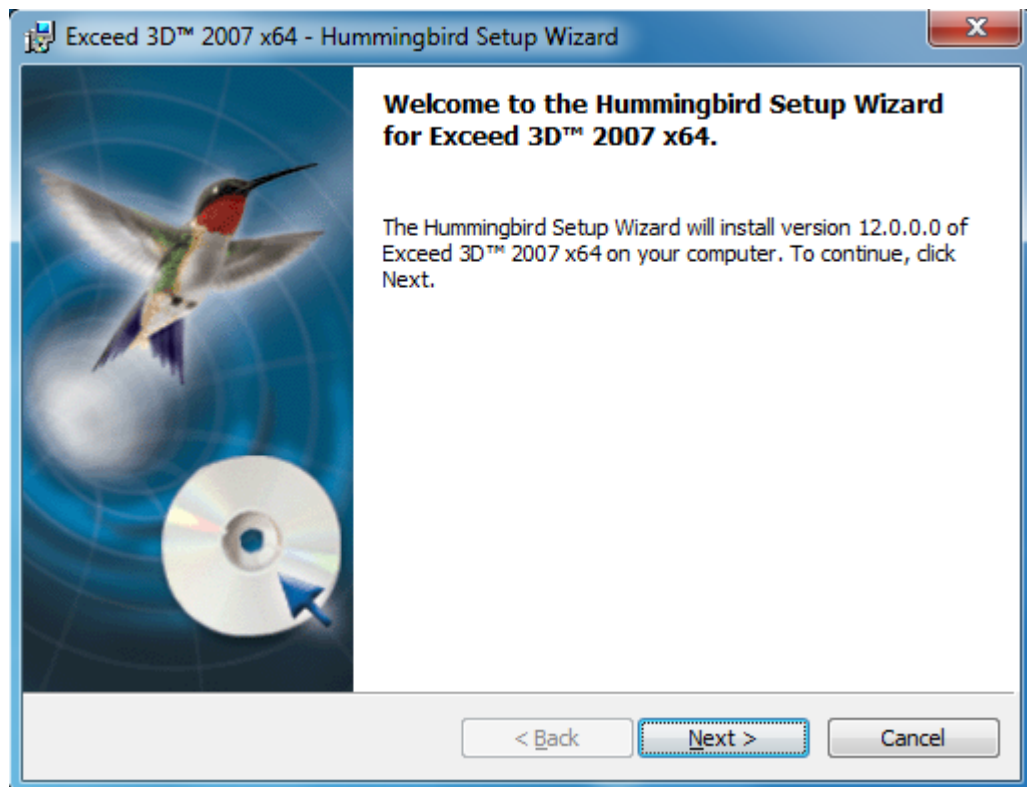 Exceed 3D™ 2007 x64 - Hummingbird Setup Wizard
X
Welcome to the Hummingbird Setup Wizard
for Exceed 3D™ 2007 x64.
The Hummingbird Setup Wizard will install version 12.0.0.0 of
Exceed 3D™ 2007 x64 on your computer. To continue, click
Next.
< Back
Next >
Cancel